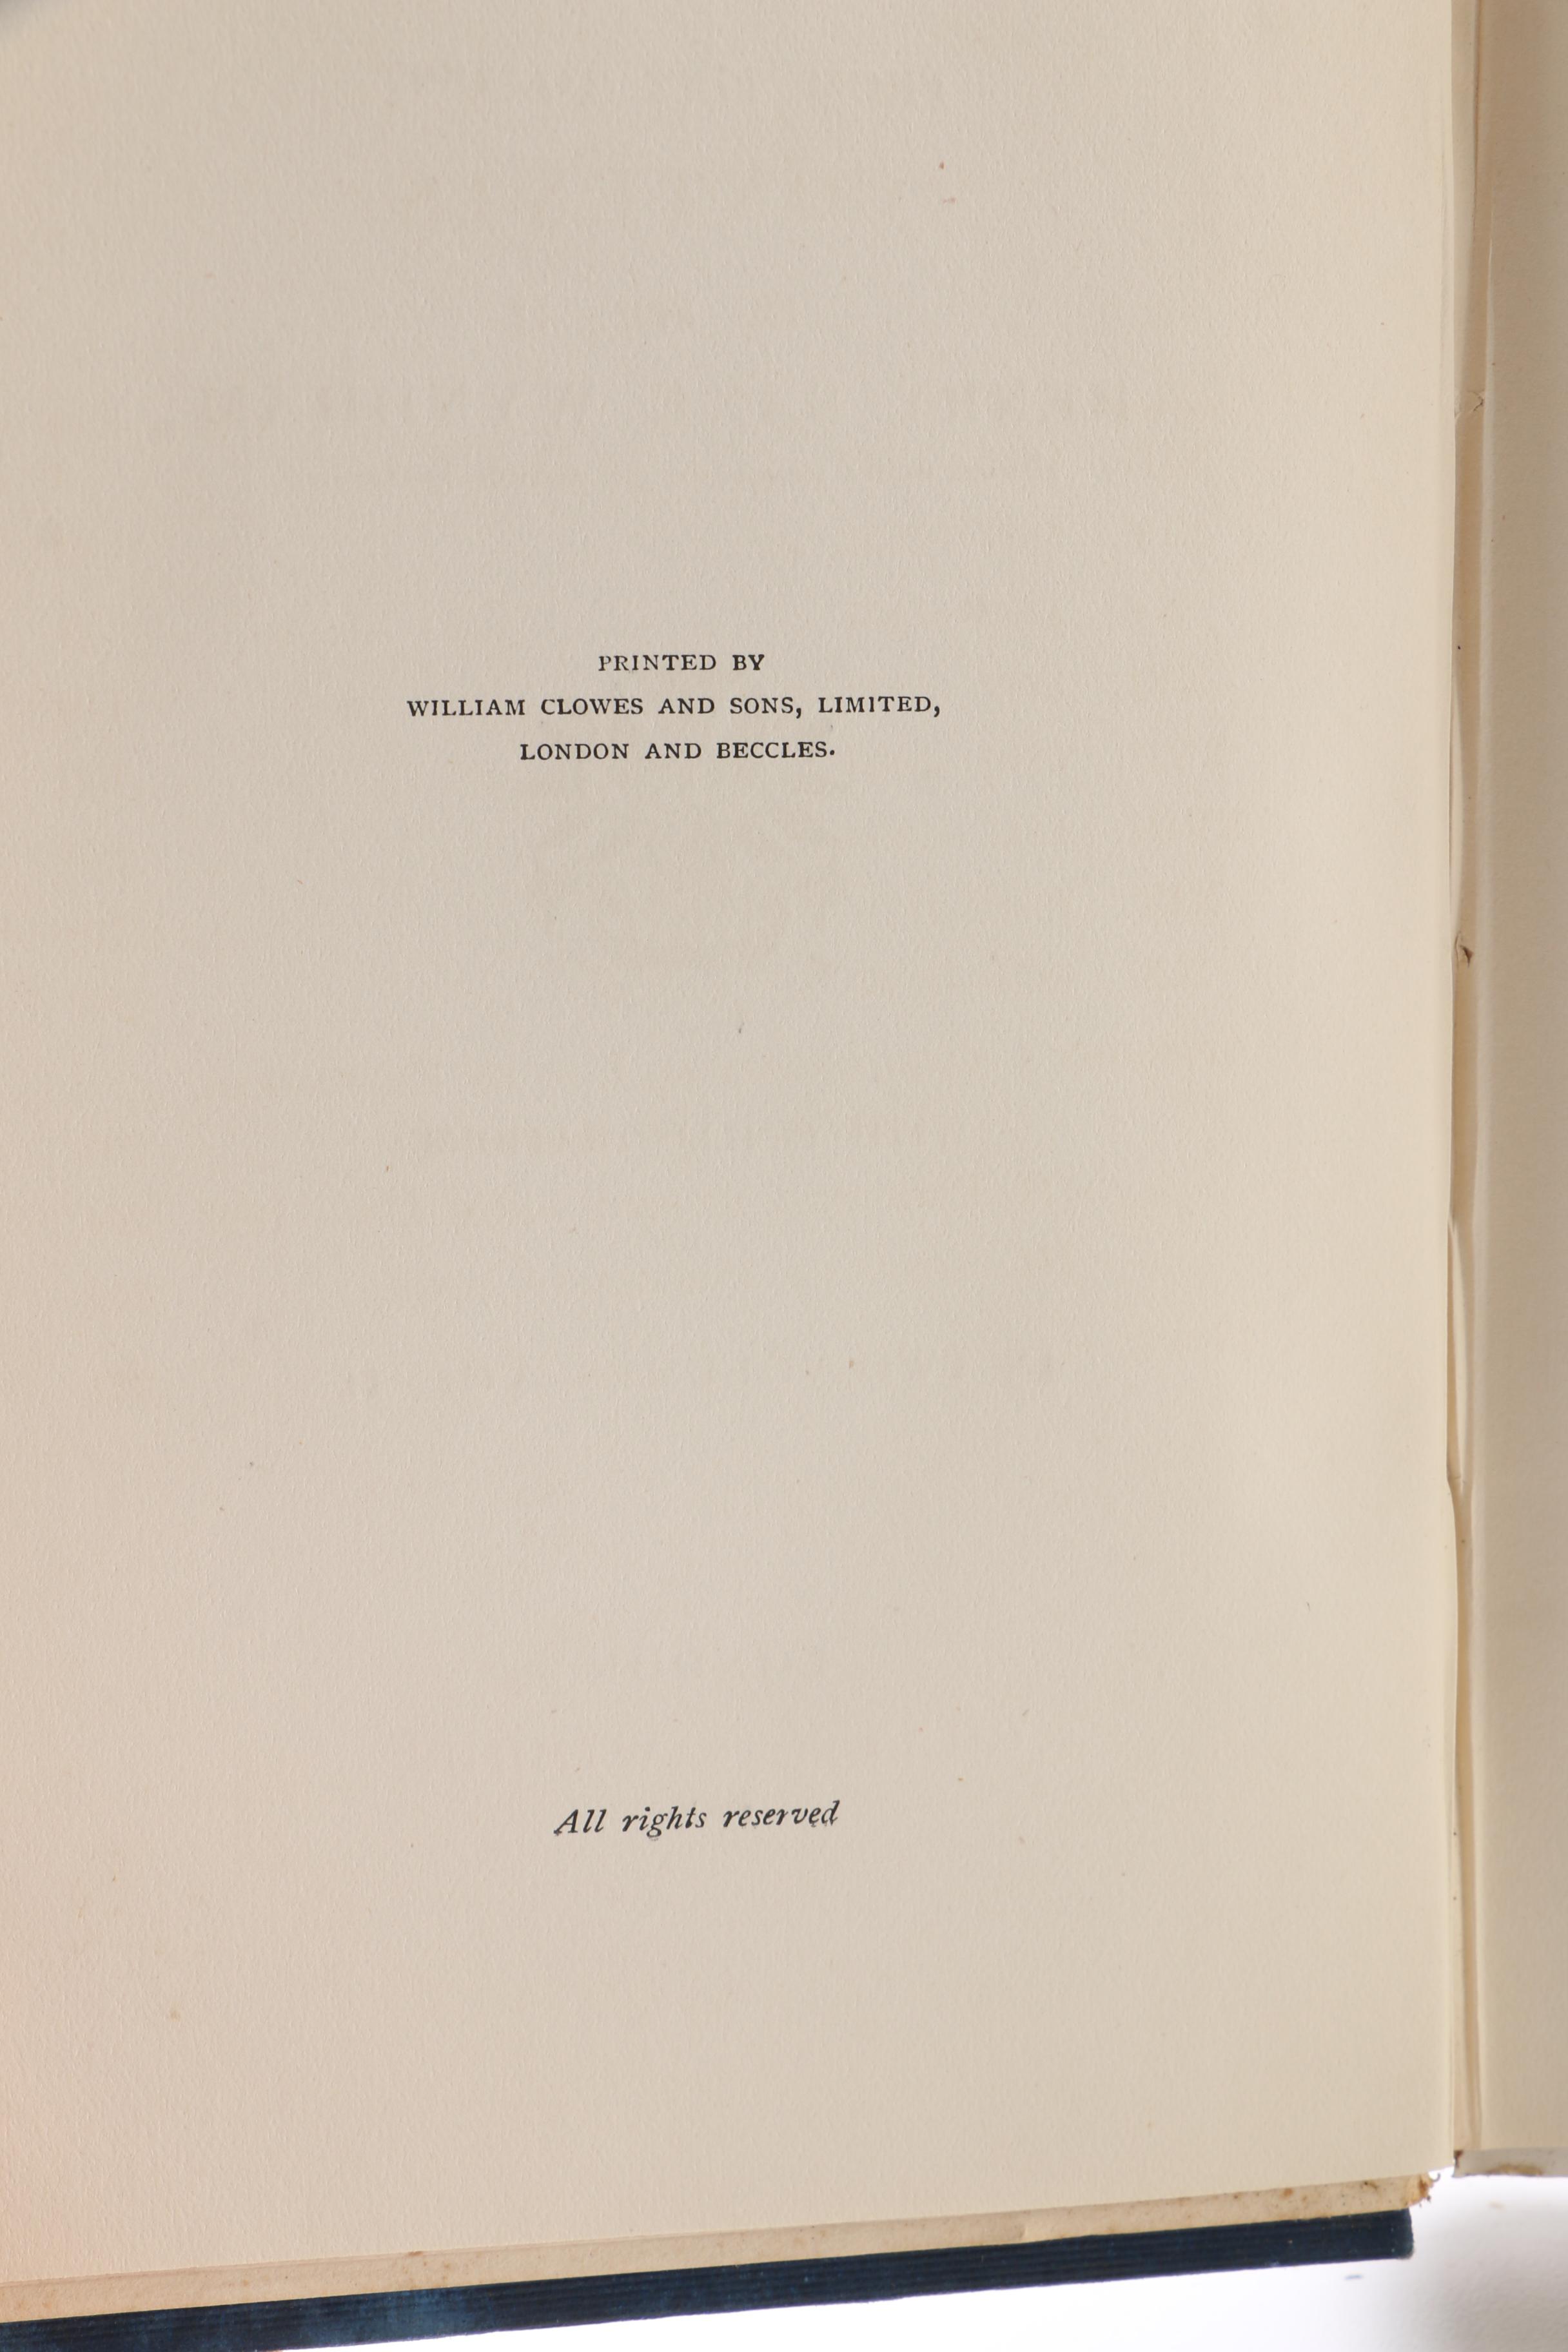 PRINTED BY
WILLIAM CLOWES AND SONS, LIMITED,
LONDON AND BECCLES.
All rights reserved